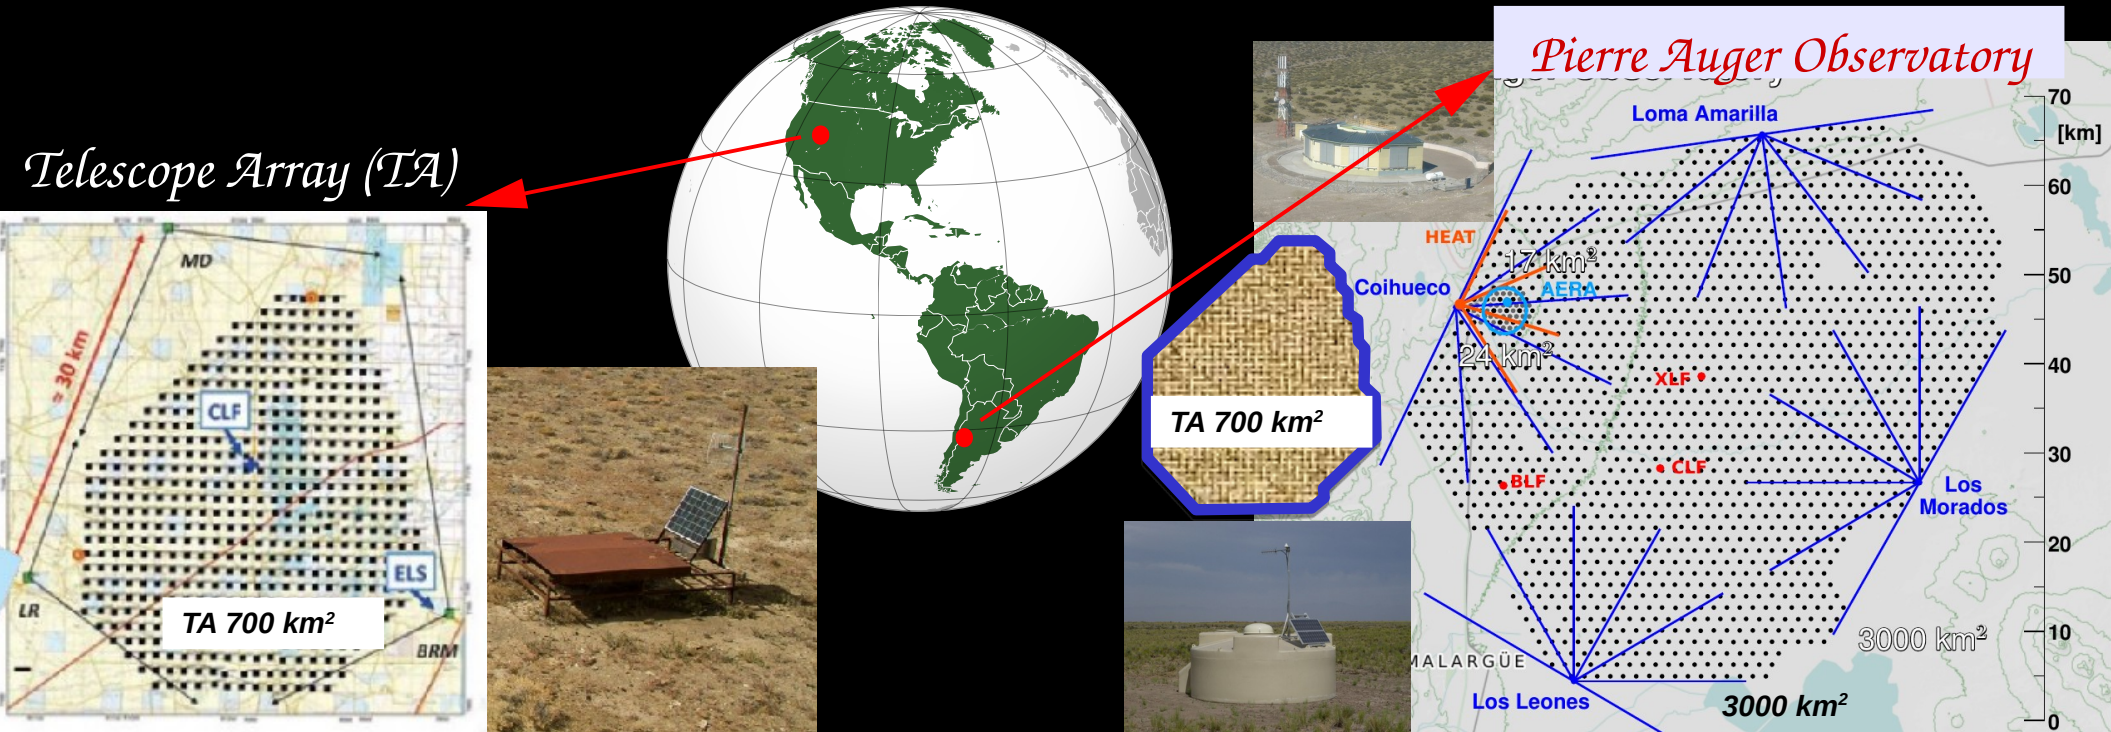 Telescope Array (TA)
MD
≈ 30 km
CLF
ELS
LR
TA 700 km²
BRM
Pierre Auger Observatory
Loma Amarilla
70
[km]
60
HEAT
17 km²
50
Coihueco
AERA
24 km²
40
XLF
TA 700 km²
30
CLF
BLF
Los
Morados
20
10
3000 km²
MALARGÜE
Los Leones
3000 km²
0